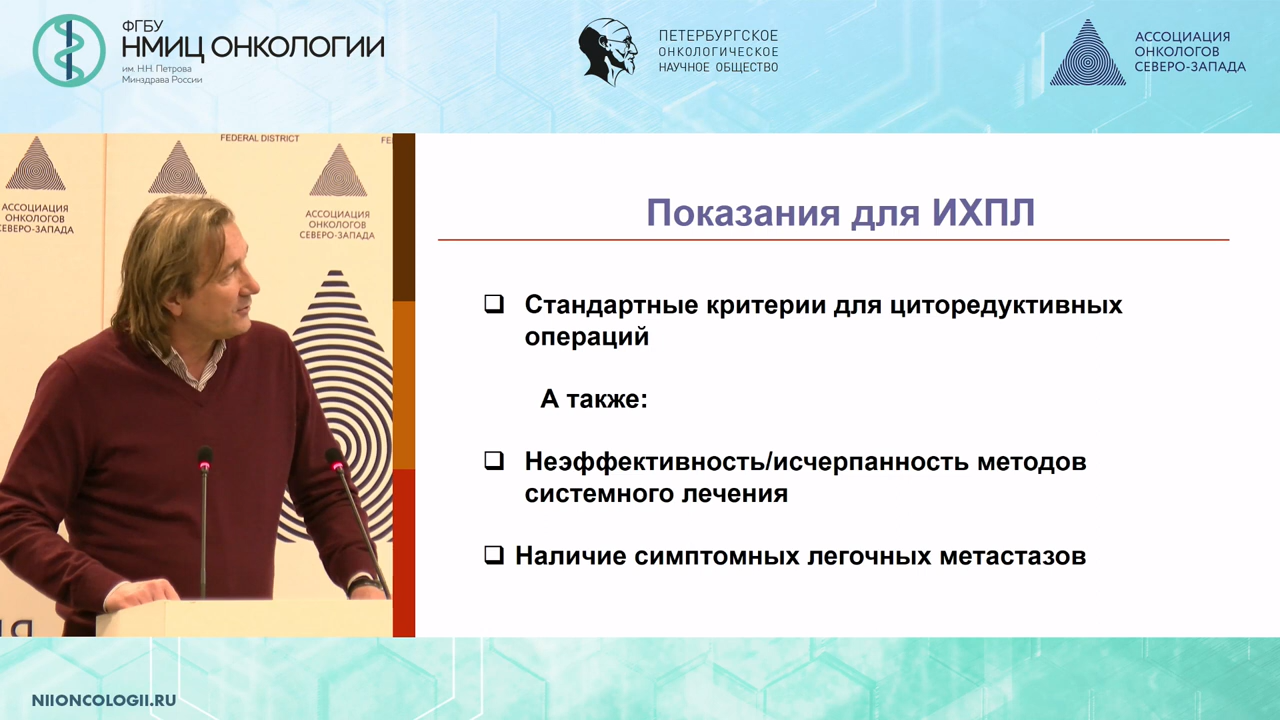 ФГБУ
НМИЦ ОНКОЛОГИИ
им. Н.Н. Петрова
Минздрава России
ПЕТЕРБУРГСКОЕ
ОНКОЛОГИЧЕСКОЕ
НАУЧНОЕ ОБЩЕСТВО
АССОЦИАЦИЯ
ОНКОЛОГОВ
СЕВЕРО-ЗАПАДА
FEDERAL DISTRICT
FE
АССОЦИАЦИЯ
ОНКОЛОГОВ
СЕВЕРО-ЗАПАДА
АССОЦИАЦИЯ
ОНКОЛОГОВ
СЕВЕРО-ЗАПАДА
ИЯ
Показания для ИХПЛ
Стандартные критерии для циторедуктивных
операций
А также:
Неэффективность/исчерпанность методов
системного лечения
Наличие симптомных легочных метастазов
NIIONCOLOGII.RU